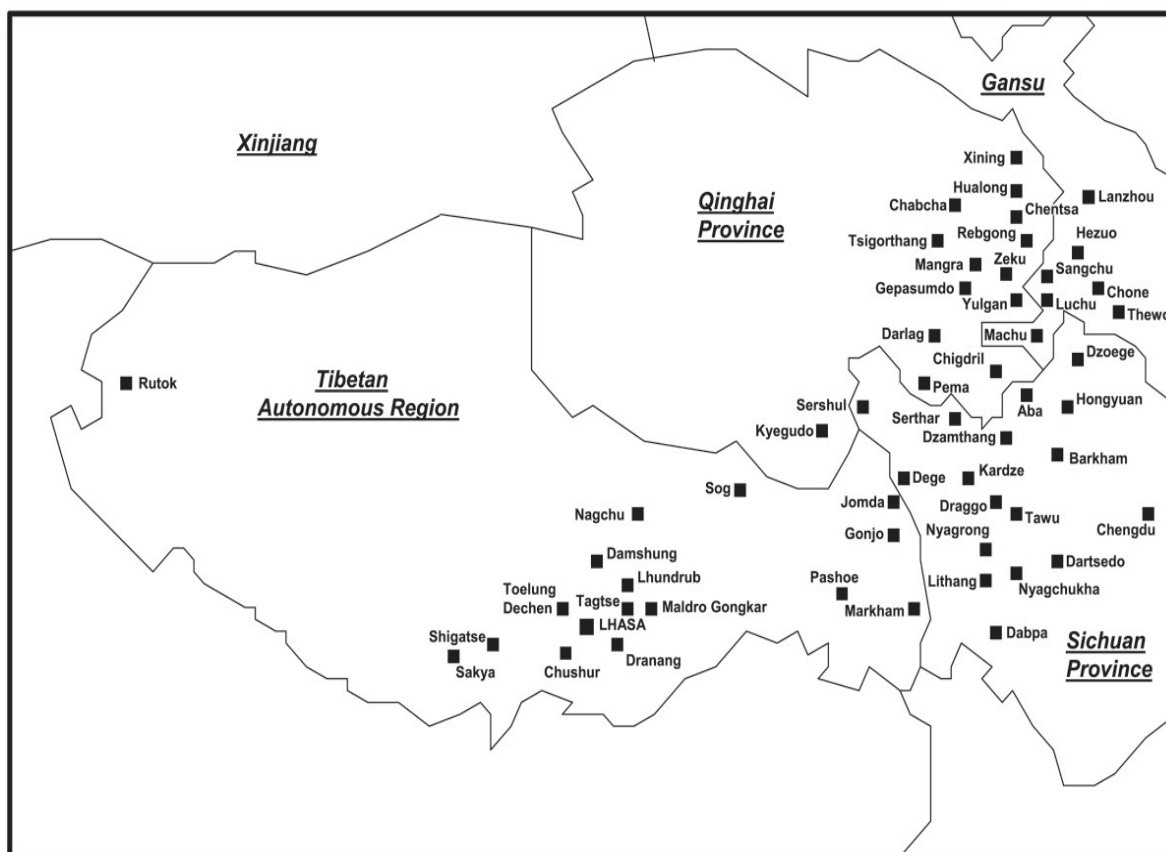 Gansu
Xinjiang
Xining
Qinghai
Province
Hualong
Lanzhou
Chabcha
Chentsa
Rebgong
Hezuo
Tsigorthang
Zeku
Mangra
Sangchu
Gepasumdo
Chone
Yulgan
Luchu
Thewo
Darlag
Machu
Dzoege
Chigdril
Rutok
Tibetan
Autonomous Region
Pema
Aba
Hongyuan
Sershul
Serthar
Kyegudo
Dzamthang
Barkham
Sog
Dege
Kardze
Jomda
Draggo
Nagchu
Tawu
Chengdu
Gonjo
Nyagrong
Damshung
Dartsedo
Lhundrub
Pashoe
Lithang
Nyagchukha
Toelung
Dechen
Tagtse
Maldro Gongkar
Markham
LHASA
Shigatse
Dranang
Dabpa
Sakya
Chushur
Sichuan
Province